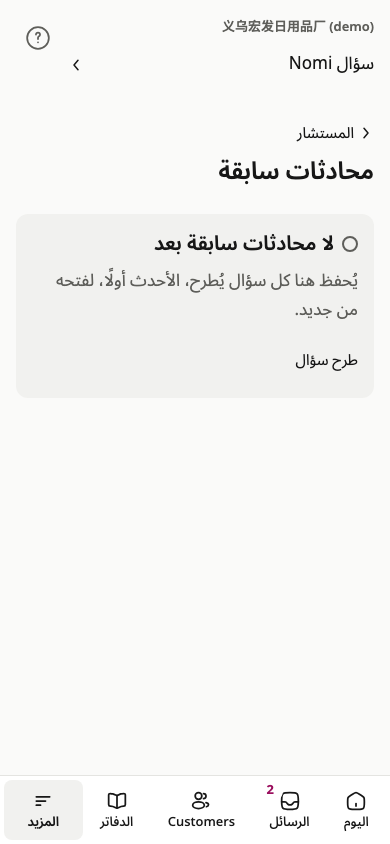 义乌宏发日用品厂 (demo)
سؤال Nomi
المستشار
محادثات سابقة
لا محادثات سابقة بعد
يُحفظ هنا كل سؤال يُطرح، الأحدث أولًا، لفتحه
من جديد.
طرح سؤال
اليوم
2
الرسائل
Customers
الدفاتر
المزيد